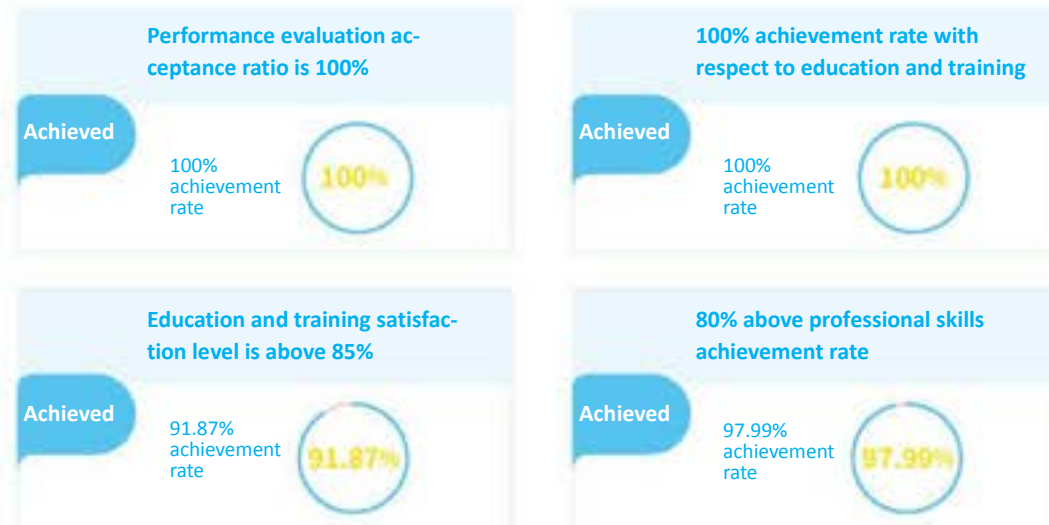 Performance evaluation ac-
ceptance ratio is 100%
Achieved
100%
achievement
rate
100%
100% achievement rate with
respect to education and training
Achieved
100%
achievement
rate
100%
Education and training satisfac-
tion level is above 85%
Achieved
91.87%
achievement
rate
91.87%
80% above professional skills
achievement rate
Achieved
97.99%
achievement
rate
97.99%